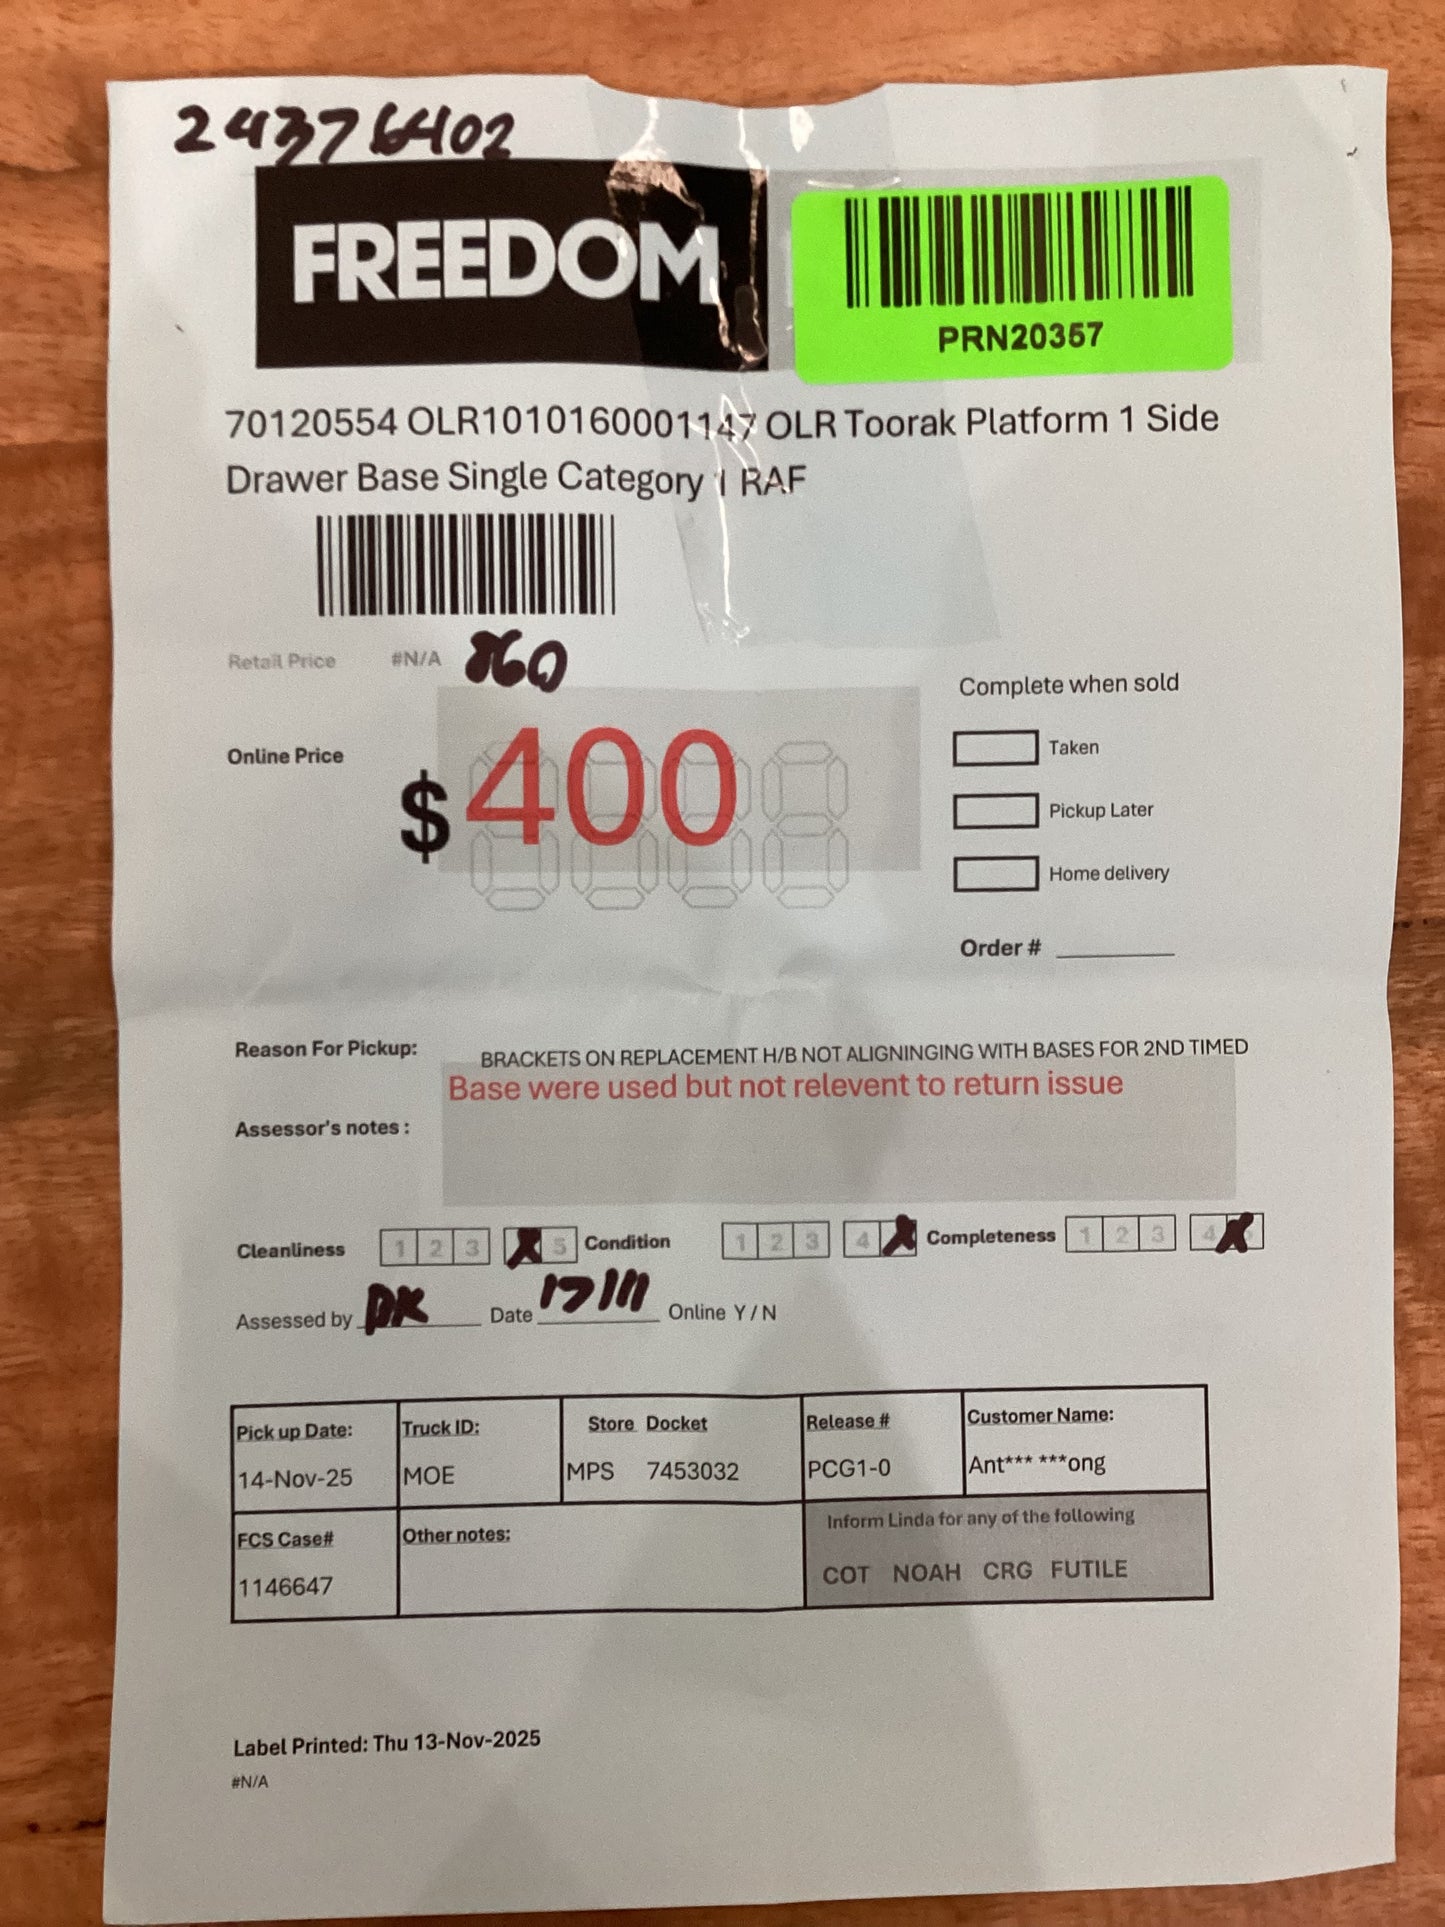 24376402
FREEDOM
PRN20357
70120554 OLR1010160001147 OLR Toorak Platform 1 Side
Drawer Base Single Category 1 RAF
Retail Price #N/A 860
Complete when sold
Online Price $400
Taken
Pickup Later
Home delivery
Order #
Reason For Pickup: BRACKETS ON REPLACEMENT H/B NOT ALIGNINGING WITH BASES FOR 2ND TIMED
Base were used but not relevent to return issue
Assessor's notes :
Cleanliness 1 2 3 X 5 Condition 1 2 3 4 X Completeness 1 2 3 4 X
Assessed by DK Date 17/11 Online Y / N
Pick up Date: Truck ID: Store Docket Release # Customer Name:
14-Nov-25 MOE MPS 7453032 PCG1-0 Ant*** ***ong
FCS Case# Other notes: Inform Linda for any of the following
1146647 COT NOAH CRG FUTILE
Label Printed: Thu 13-Nov-2025
#N/A